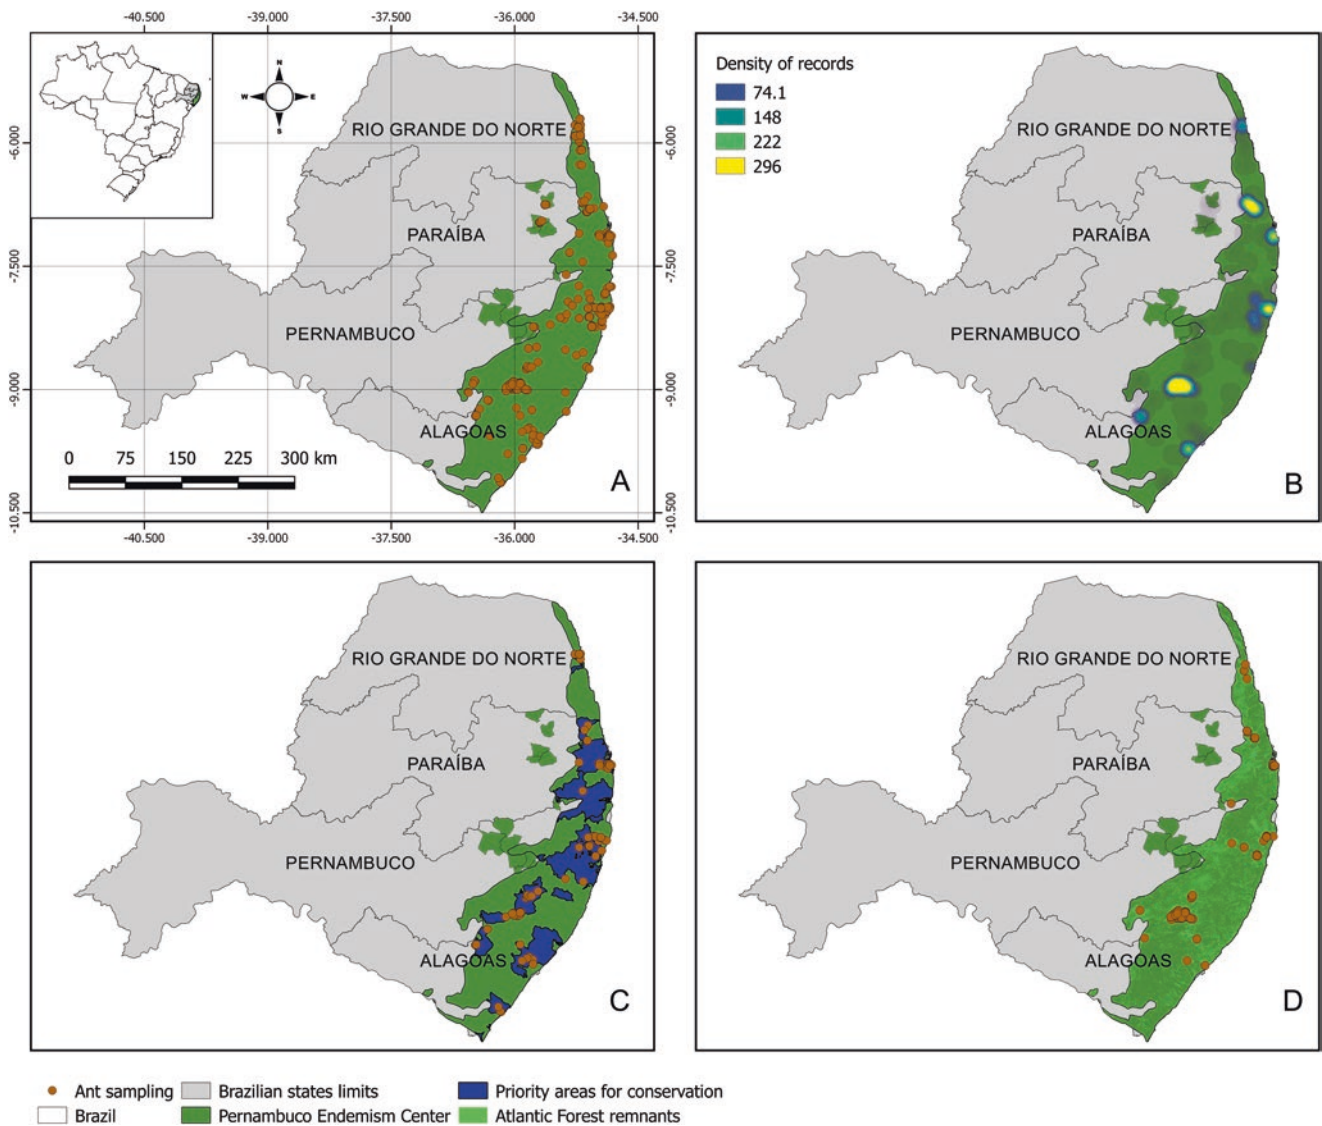 -40.500 -39.000 -37.500 -36.000 -34.500
N
W E
S
RIO GRANDE DO NORTE
-6.000 -6.000
PARAÍBA
-7.500 -7.500
PERNAMBUCO
-9.000 -9.000
ALAGOAS
0 75 150 225 300 km
A
-10.500 -10.500
-40.500 -39.000 -37.500 -36.000 -34.500
Density of records
74.1
148
222
296
RIO GRANDE DO NORTE
PARAÍBA
PERNAMBUCO
ALAGOAS
B
RIO GRANDE DO NORTE
PARAÍBA
PERNAMBUCO
ALAGOAS
C
RIO GRANDE DO NORTE
PARAÍBA
PERNAMBUCO
ALAGOAS
D
Ant sampling Brazilian states limits Priority areas for conservation
Brazil Pernambuco Endemism Center Atlantic Forest remnants